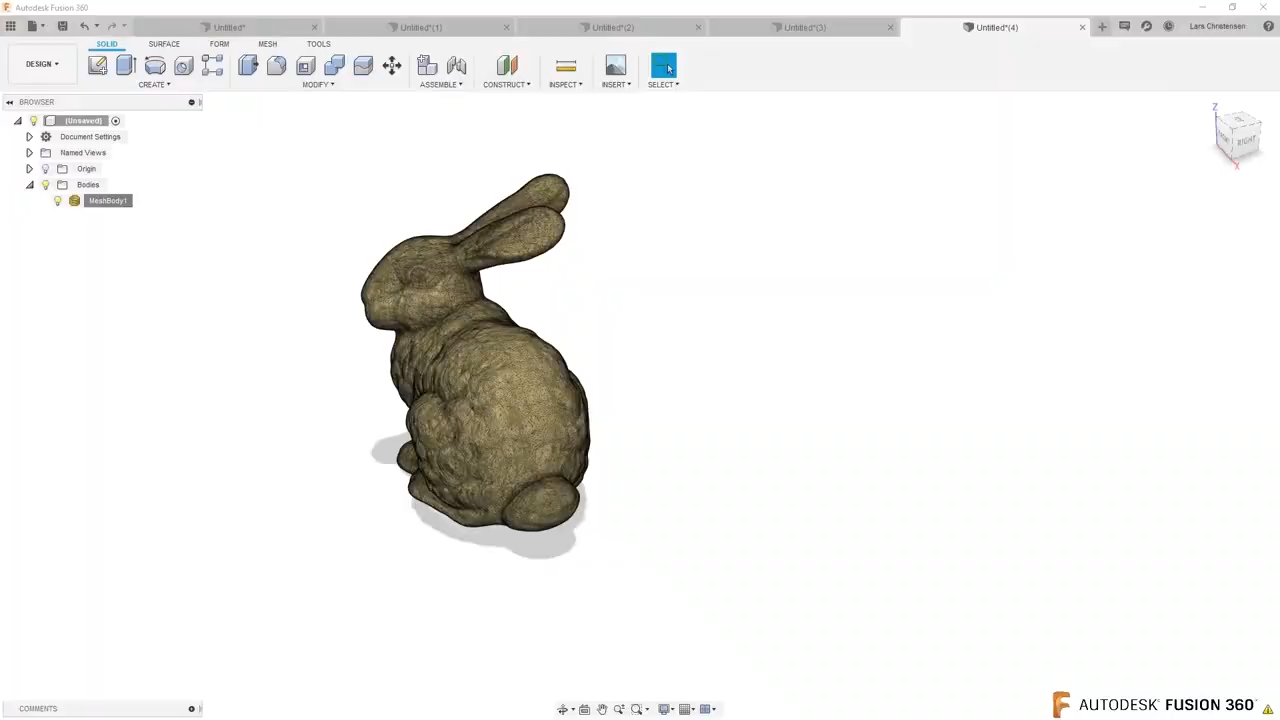 Autodesk Fusion 360
Untitled*
Untitled*(1)
Untitled*(2)
Untitled*(3)
Untitled*(4)
Lars Christensen
DESIGN
SOLID
SURFACE
FORM
MESH
TOOLS
CREATE
MODIFY
ASSEMBLE
CONSTRUCT
INSPECT
INSERT
SELECT
BROWSER
(Unsaved)
Document Settings
Named Views
Origin
Bodies
MeshBody1
Z
RIGHT
X
COMMENTS
AUTODESK® FUSION 360™